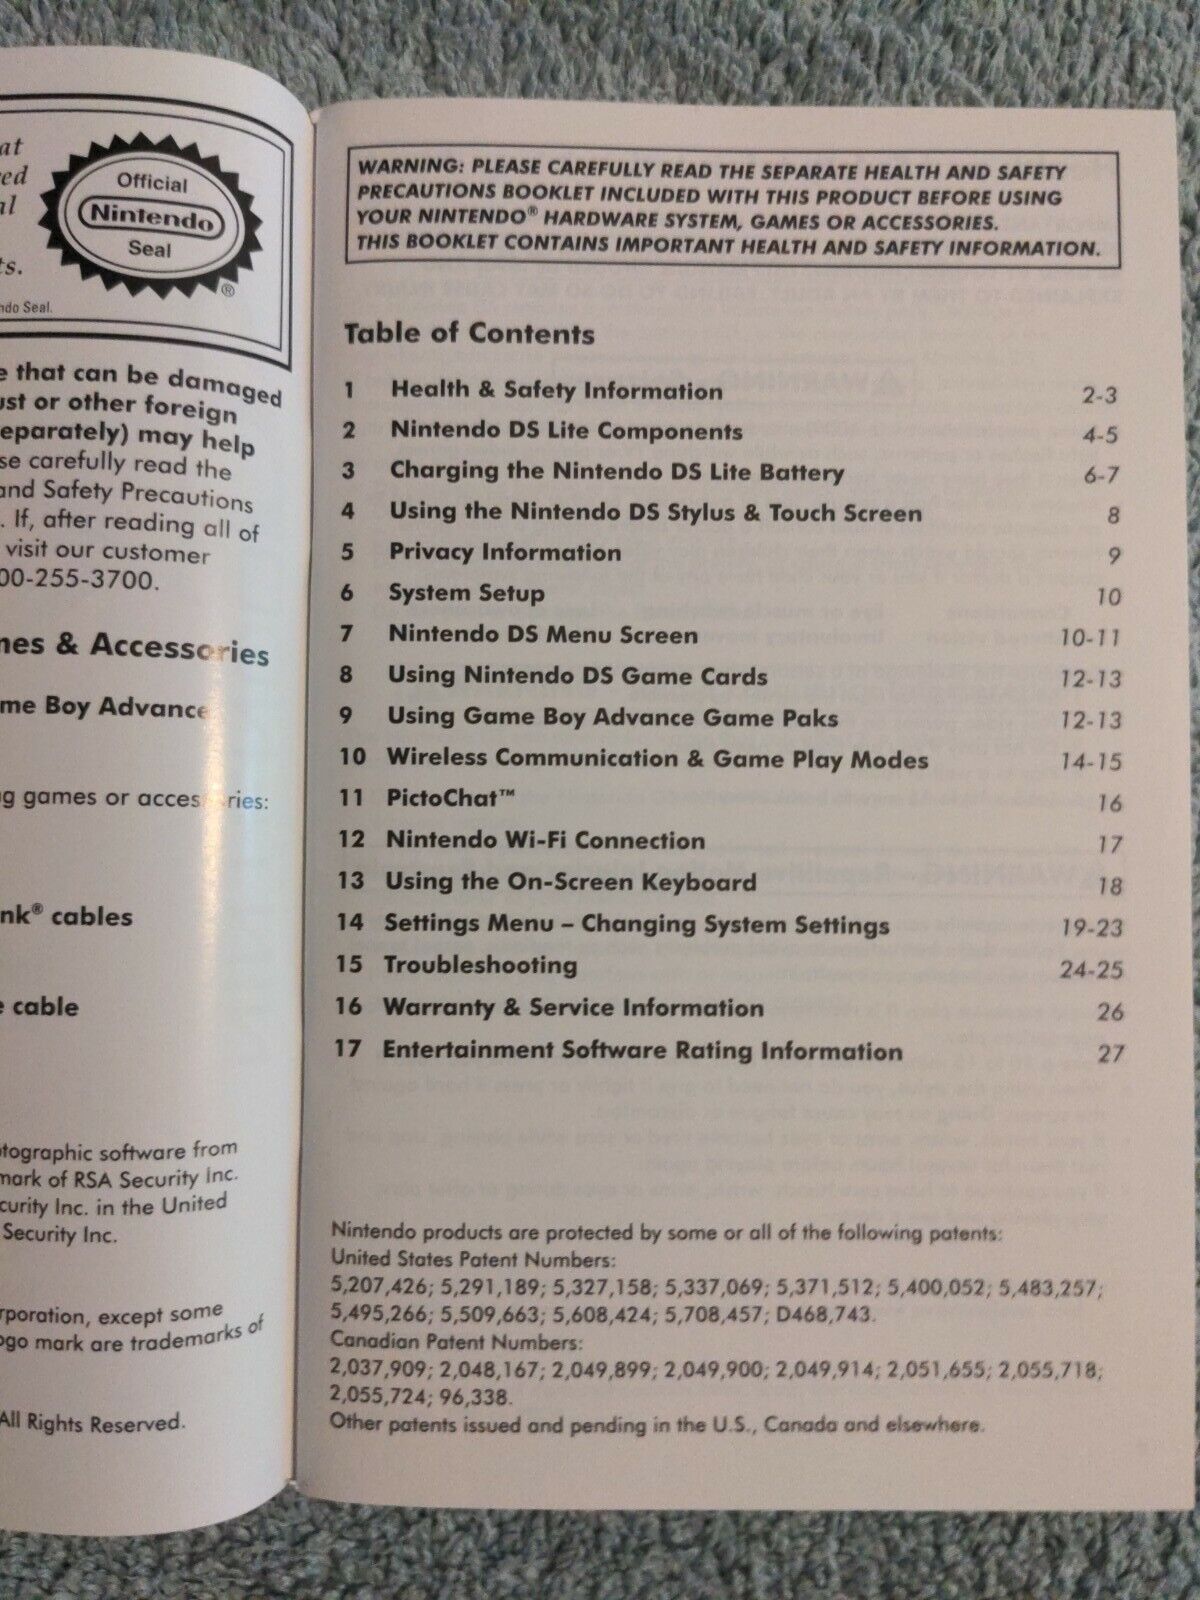 at
Official
Nintendo
Seal
®
ndo Seal.
e that can be damaged
ust or other foreign
eparately) may help
se carefully read the
and Safety Precautions
. If, after reading all of
visit our customer
00-255-3700.
mes & Accessories
me Boy Advance
g games or accessories:
nk® cables
e cable
tographic software from
mark of RSA Security Inc.
curity Inc. in the United
Security Inc.
rporation, except some
ogo mark are trademarks of
All Rights Reserved.
WARNING: PLEASE CAREFULLY READ THE SEPARATE HEALTH AND SAFETY
PRECAUTIONS BOOKLET INCLUDED WITH THIS PRODUCT BEFORE USING
YOUR NINTENDO® HARDWARE SYSTEM, GAMES OR ACCESSORIES.
THIS BOOKLET CONTAINS IMPORTANT HEALTH AND SAFETY INFORMATION.
Table of Contents
1 Health & Safety Information 2-3
2 Nintendo DS Lite Components 4-5
3 Charging the Nintendo DS Lite Battery 6-7
4 Using the Nintendo DS Stylus & Touch Screen 8
5 Privacy Information 9
6 System Setup 10
7 Nintendo DS Menu Screen 10-11
8 Using Nintendo DS Game Cards 12-13
9 Using Game Boy Advance Game Paks 12-13
10 Wireless Communication & Game Play Modes 14-15
11 PictoChat™ 16
12 Nintendo Wi-Fi Connection 17
13 Using the On-Screen Keyboard 18
14 Settings Menu – Changing System Settings 19-23
15 Troubleshooting 24-25
16 Warranty & Service Information 26
17 Entertainment Software Rating Information 27
Nintendo products are protected by some or all of the following patents:
United States Patent Numbers:
5,207,426; 5,291,189; 5,327,158; 5,337,069; 5,371,512; 5,400,052; 5,483,257;
5,495,266; 5,509,663; 5,608,424; 5,708,457; D468,743.
Canadian Patent Numbers:
2,037,909; 2,048,167; 2,049,899; 2,049,900; 2,049,914; 2,051,655; 2,055,718;
2,055,724; 96,338.
Other patents issued and pending in the U.S., Canada and elsewhere.